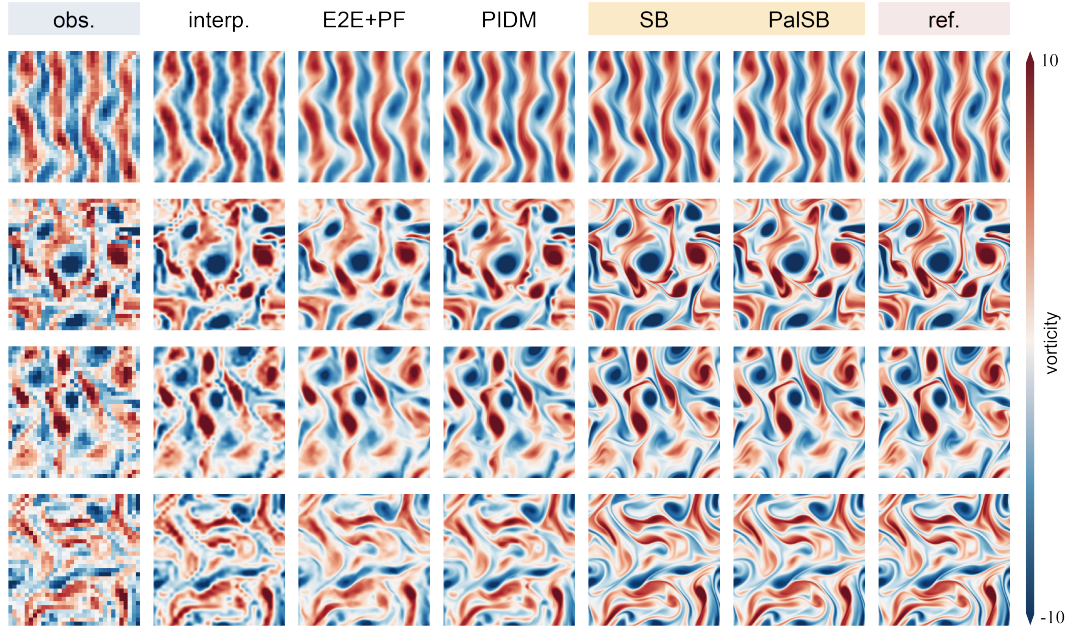 obs.
interp.
E2E+PF
PIDM
SB
PalSB
ref.
10
vorticity
-10